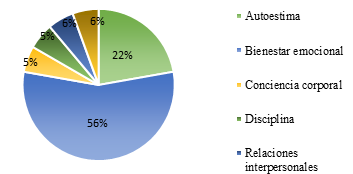 6%
6%
5%
5%
22%
56%
Autoestima
Bienestar emocional
Conciencia corporal
Disciplina
Relaciones
interpersonales